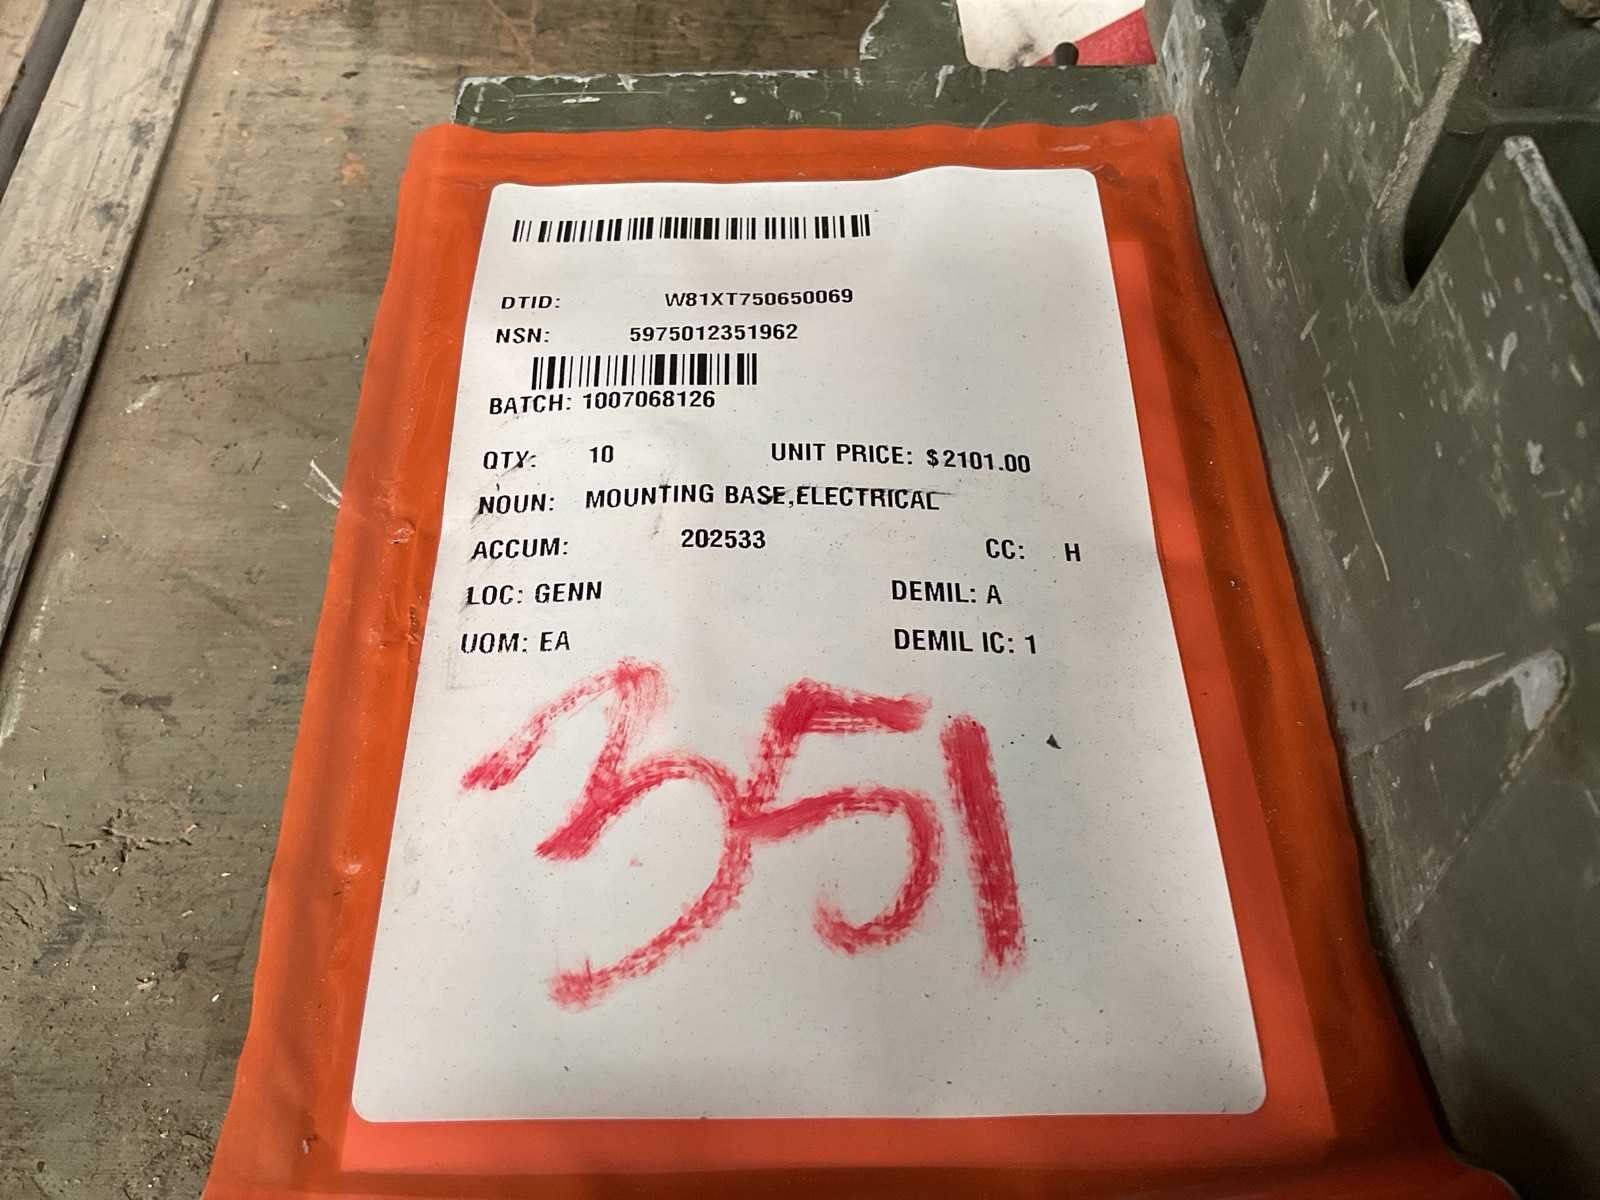 DTID: W81XT750650069
NSN: 5975012351962
BATCH: 1007068126
QTY: 10 UNIT PRICE: $2101.00
NOUN: MOUNTING BASE,ELECTRICAL
ACCUM: 202533 CC: H
LOC: GENN DEMIL: A
UOM: EA DEMIL IC: 1
351